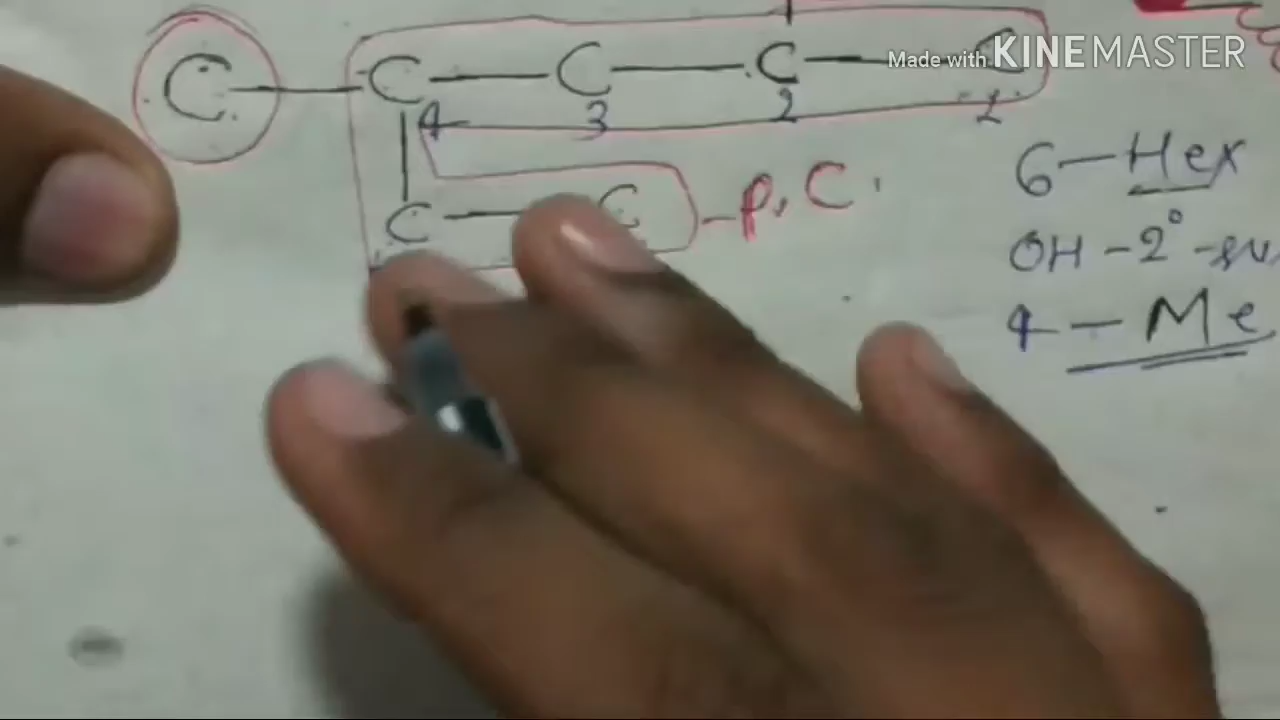 Made with KINEMASTER
C — C — C — C — C
4 3 2 1
C — C - P. C.
6 — Hex
OH - 2° -
4 — Me